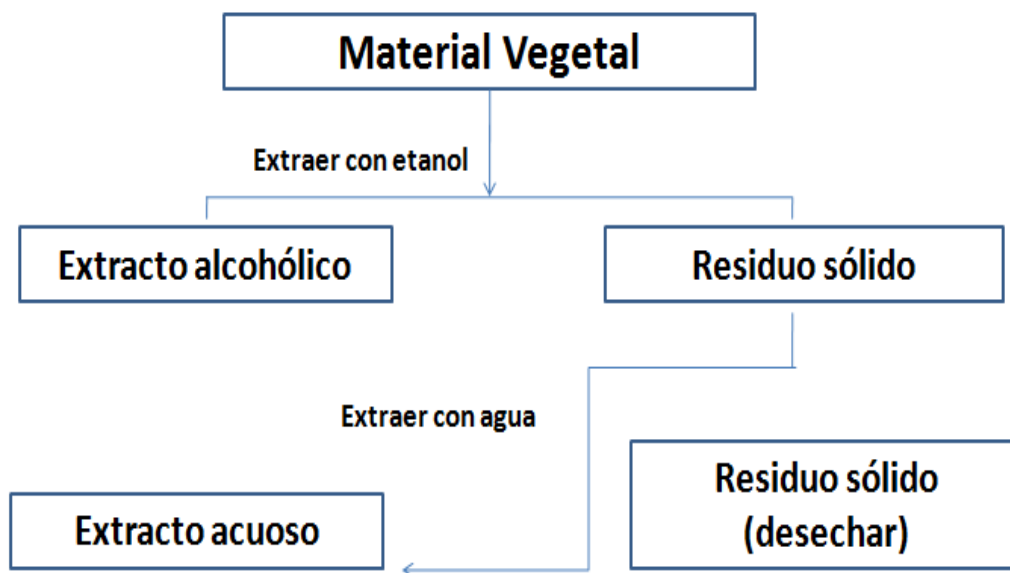 Material Vegetal
Extraer con etanol
Extracto alcohólico
Residuo sólido
Extraer con agua
Residuo sólido
(desechar)
Extracto acuoso